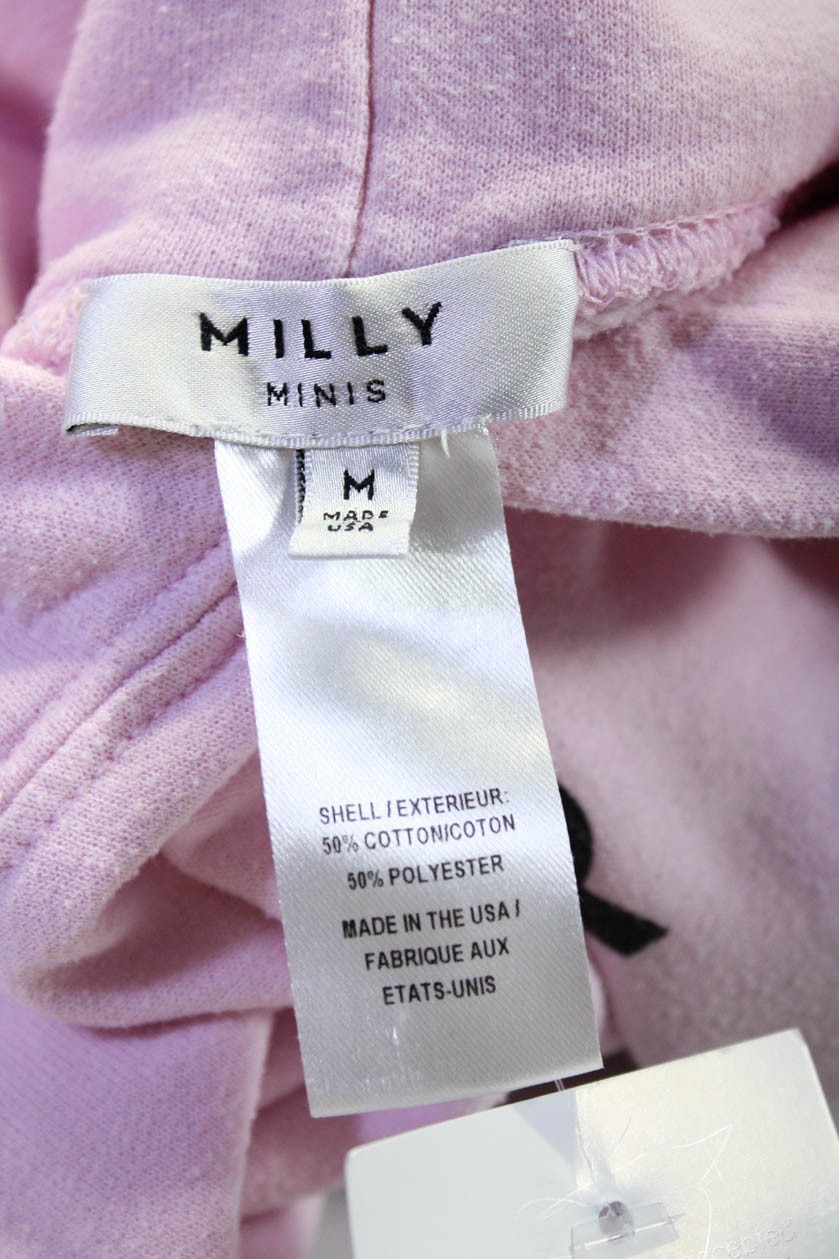 MILLY
MINIS
M
MADE
USA
SHELL / EXTERIEUR:
50% COTTON/COTON
50% POLYESTER
MADE IN THE USA /
FABRIQUE AUX
ETATS-UNIS